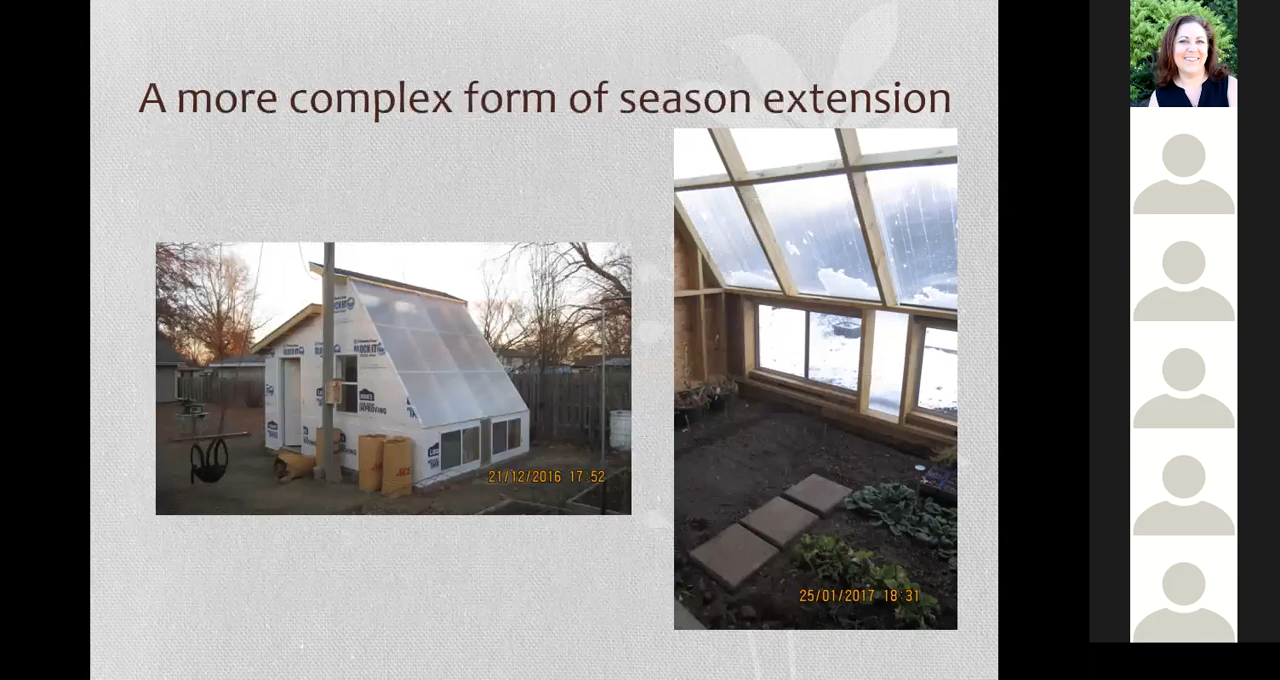 A more complex form of season extension
21/12/2016 17:52
25/01/2017 18:31